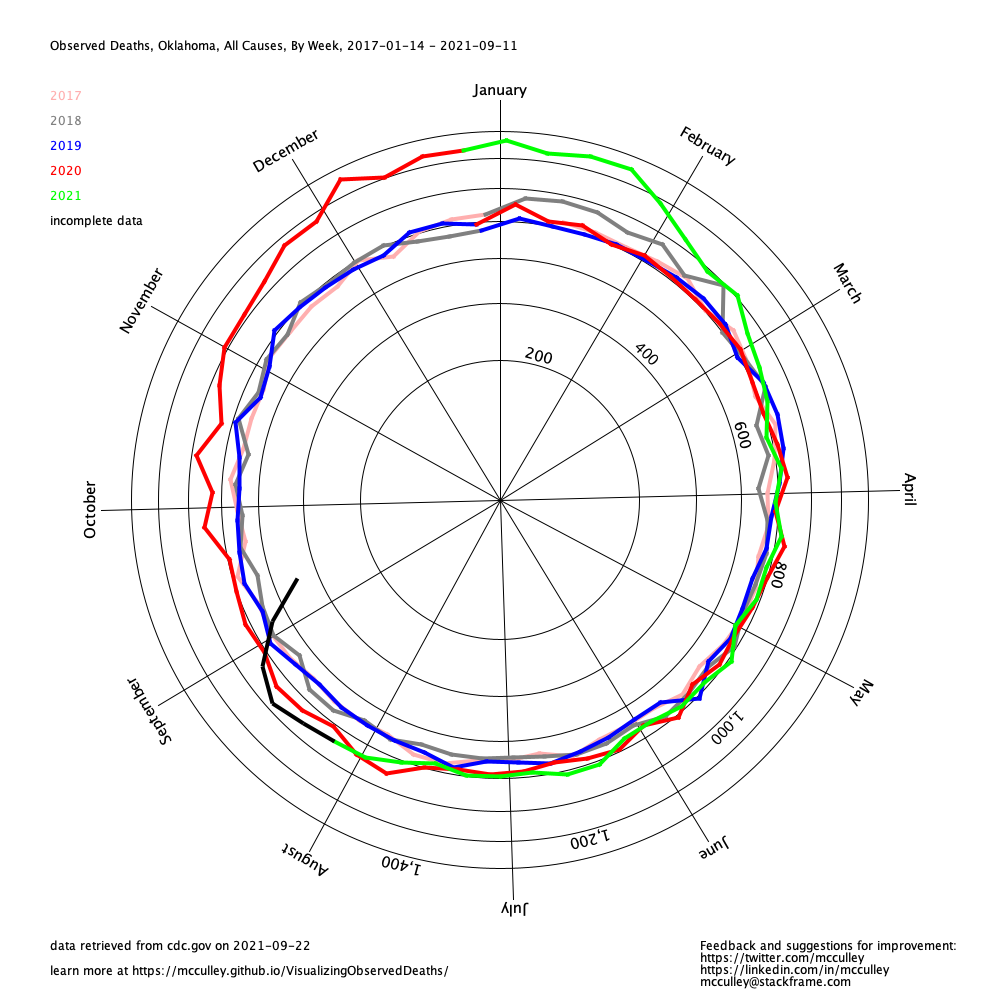 Observed Deaths, Oklahoma, All Causes, By Week, 2017-01-14 - 2021-09-11
2017
2018
2019
2020
2021
incomplete data
January
February
March
April
May
June
July
August
September
October
November
December
200
400
600
800
1,000
1,200
1,400
data retrieved from cdc.gov on 2021-09-22
learn more at https://mcculley.github.io/VisualizingObservedDeaths/
Feedback and suggestions for improvement:
https://twitter.com/mcculley
https://linkedin.com/in/mcculley
mcculley@stackframe.com